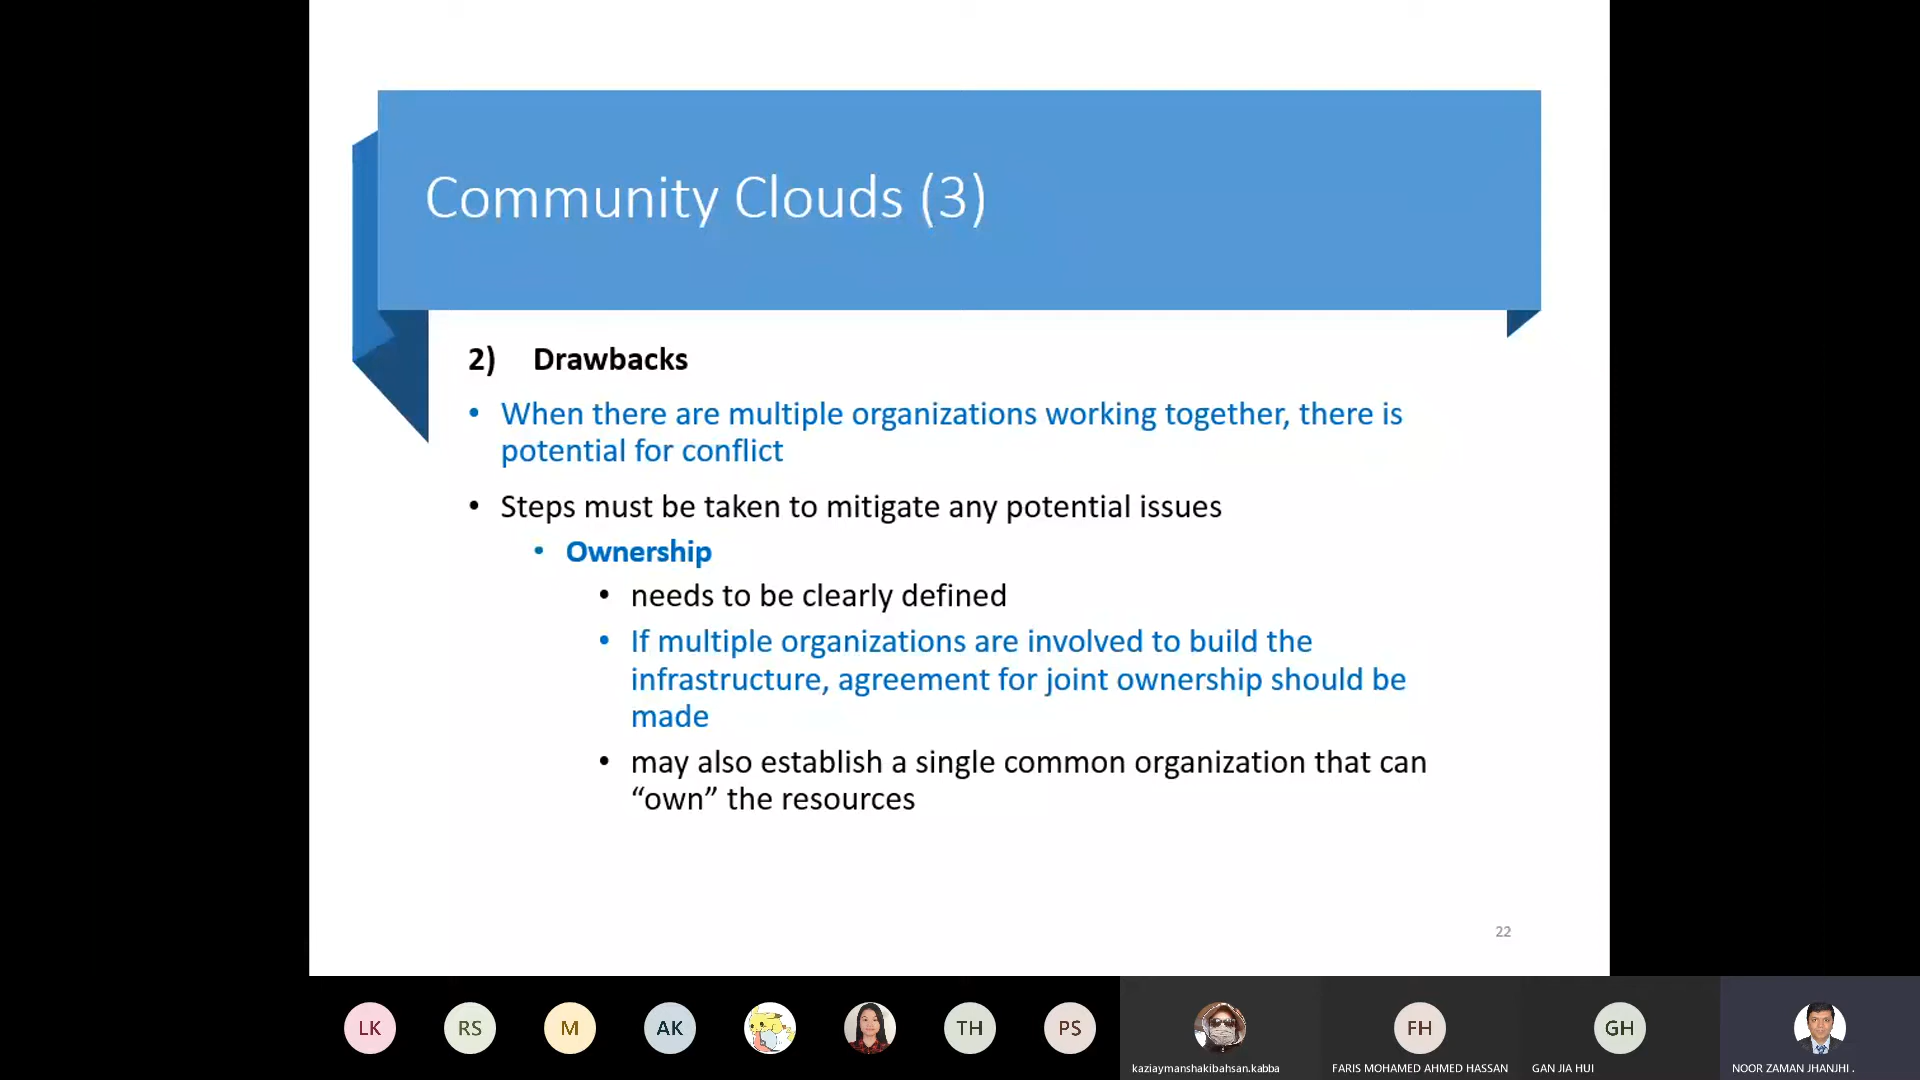 Community Clouds (3)
2) Drawbacks
• When there are multiple organizations working together, there is
potential for conflict
• Steps must be taken to mitigate any potential issues
• Ownership
• needs to be clearly defined
• If multiple organizations are involved to build the
infrastructure, agreement for joint ownership should be
made
• may also establish a single common organization that can
“own” the resources
22
LK RS M AK TH PS FH GH
kaziaymanshakibahsan.kabba FARIS MOHAMED AHMED HASSAN GAN JIA HUI NOOR ZAMAN JHANJHI .